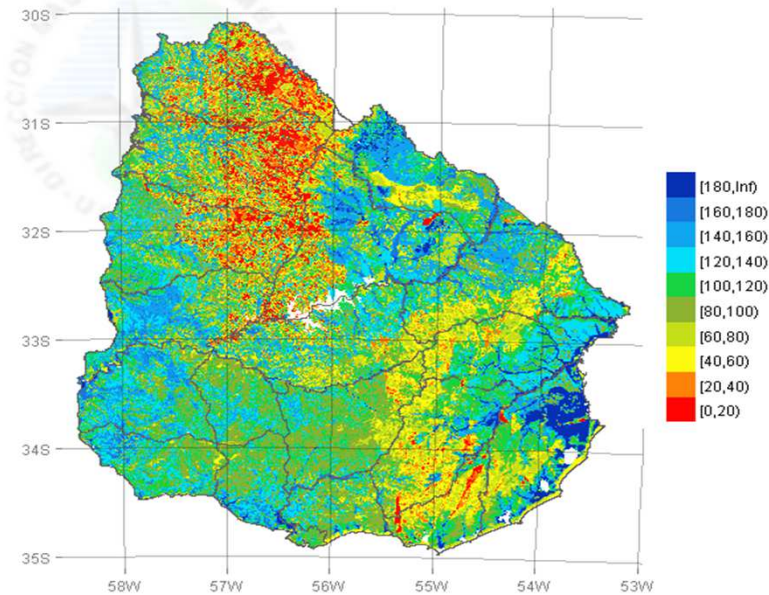 30S
31S
32S
33S
34S
35S
58W
57W
56W
55W
54W
53W
[180,Inf)
[160,180)
[140,160)
[120,140)
[100,120)
[80,100)
[60,80)
[40,60)
[20,40)
[0,20)